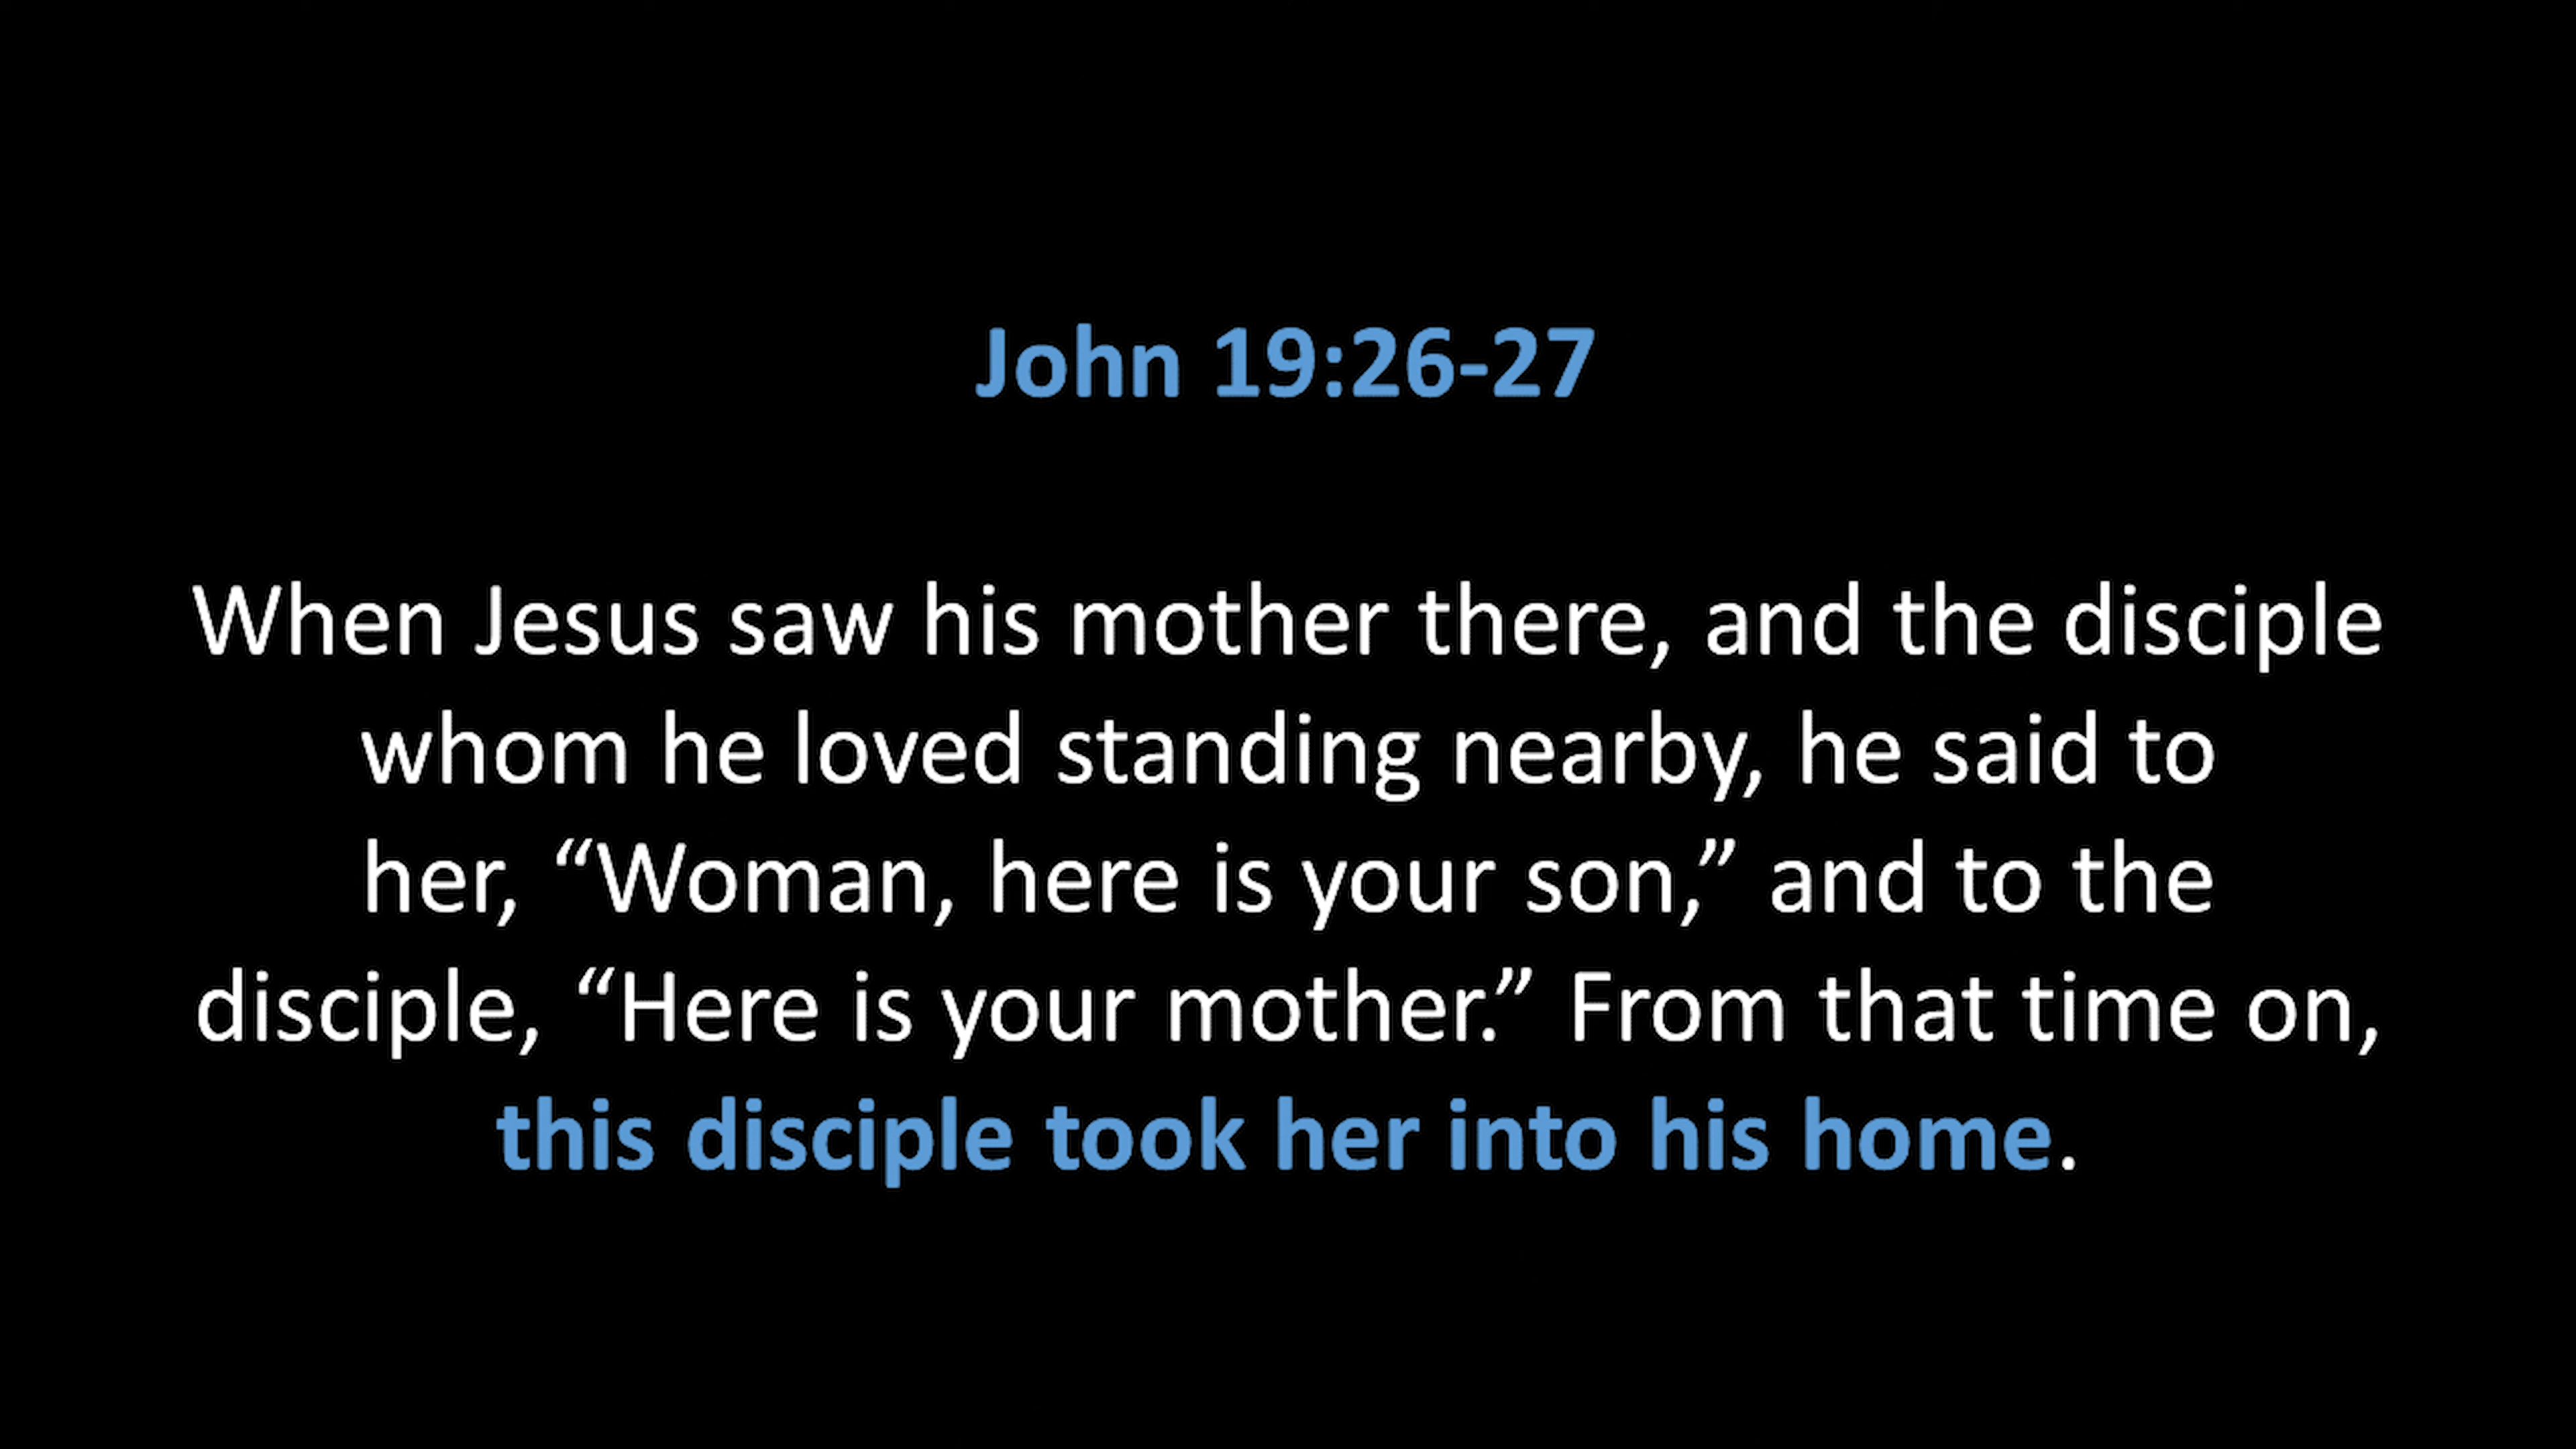 John 19:26-27
When Jesus saw his mother there, and the disciple
whom he loved standing nearby, he said to
her, “Woman, here is your son,” and to the
disciple, “Here is your mother.” From that time on,
this disciple took her into his home.